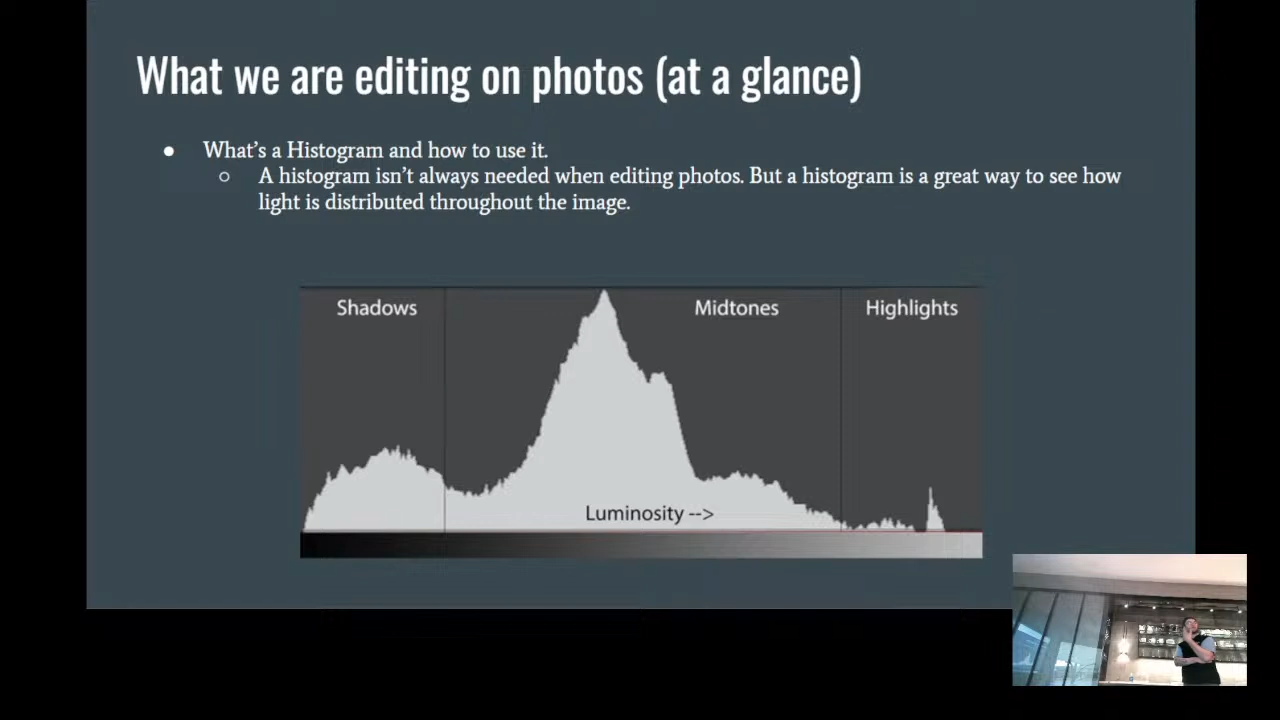 What we are editing on photos (at a glance)
● What's a Histogram and how to use it.
○ A histogram isn't always needed when editing photos. But a histogram is a great way to see how
light is distributed throughout the image.
Shadows Midtones Highlights
Luminosity -->